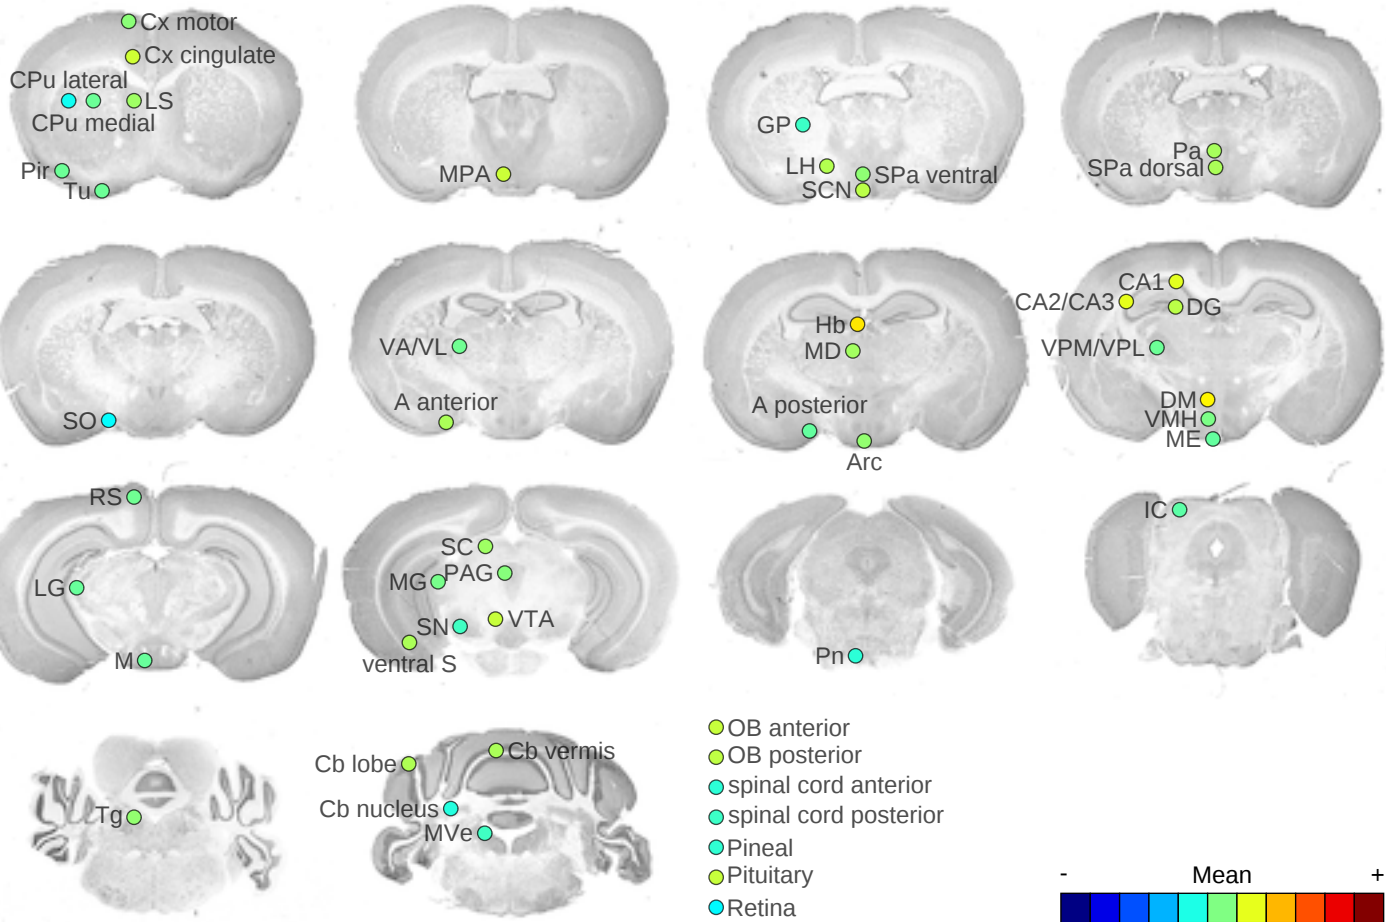 Cx motor
Cx cingulate
CPu lateral
LS
CPu medial
Pir
Tu
MPA
GP
LH
SPa ventral
SCN
Pa
SPa dorsal
SO
VA/VL
A anterior
Hb
MD
A posterior
Arc
CA1
CA2/CA3
DG
VPM/VPL
DM
VMH
ME
RS
LG
M
SC
PAG
MG
SN
VTA
ventral S
Pn
IC
Tg
Cb lobe
Cb vermis
Cb nucleus
MVe
OB anterior
OB posterior
spinal cord anterior
spinal cord posterior
Pineal
Pituitary
Retina
- Mean +